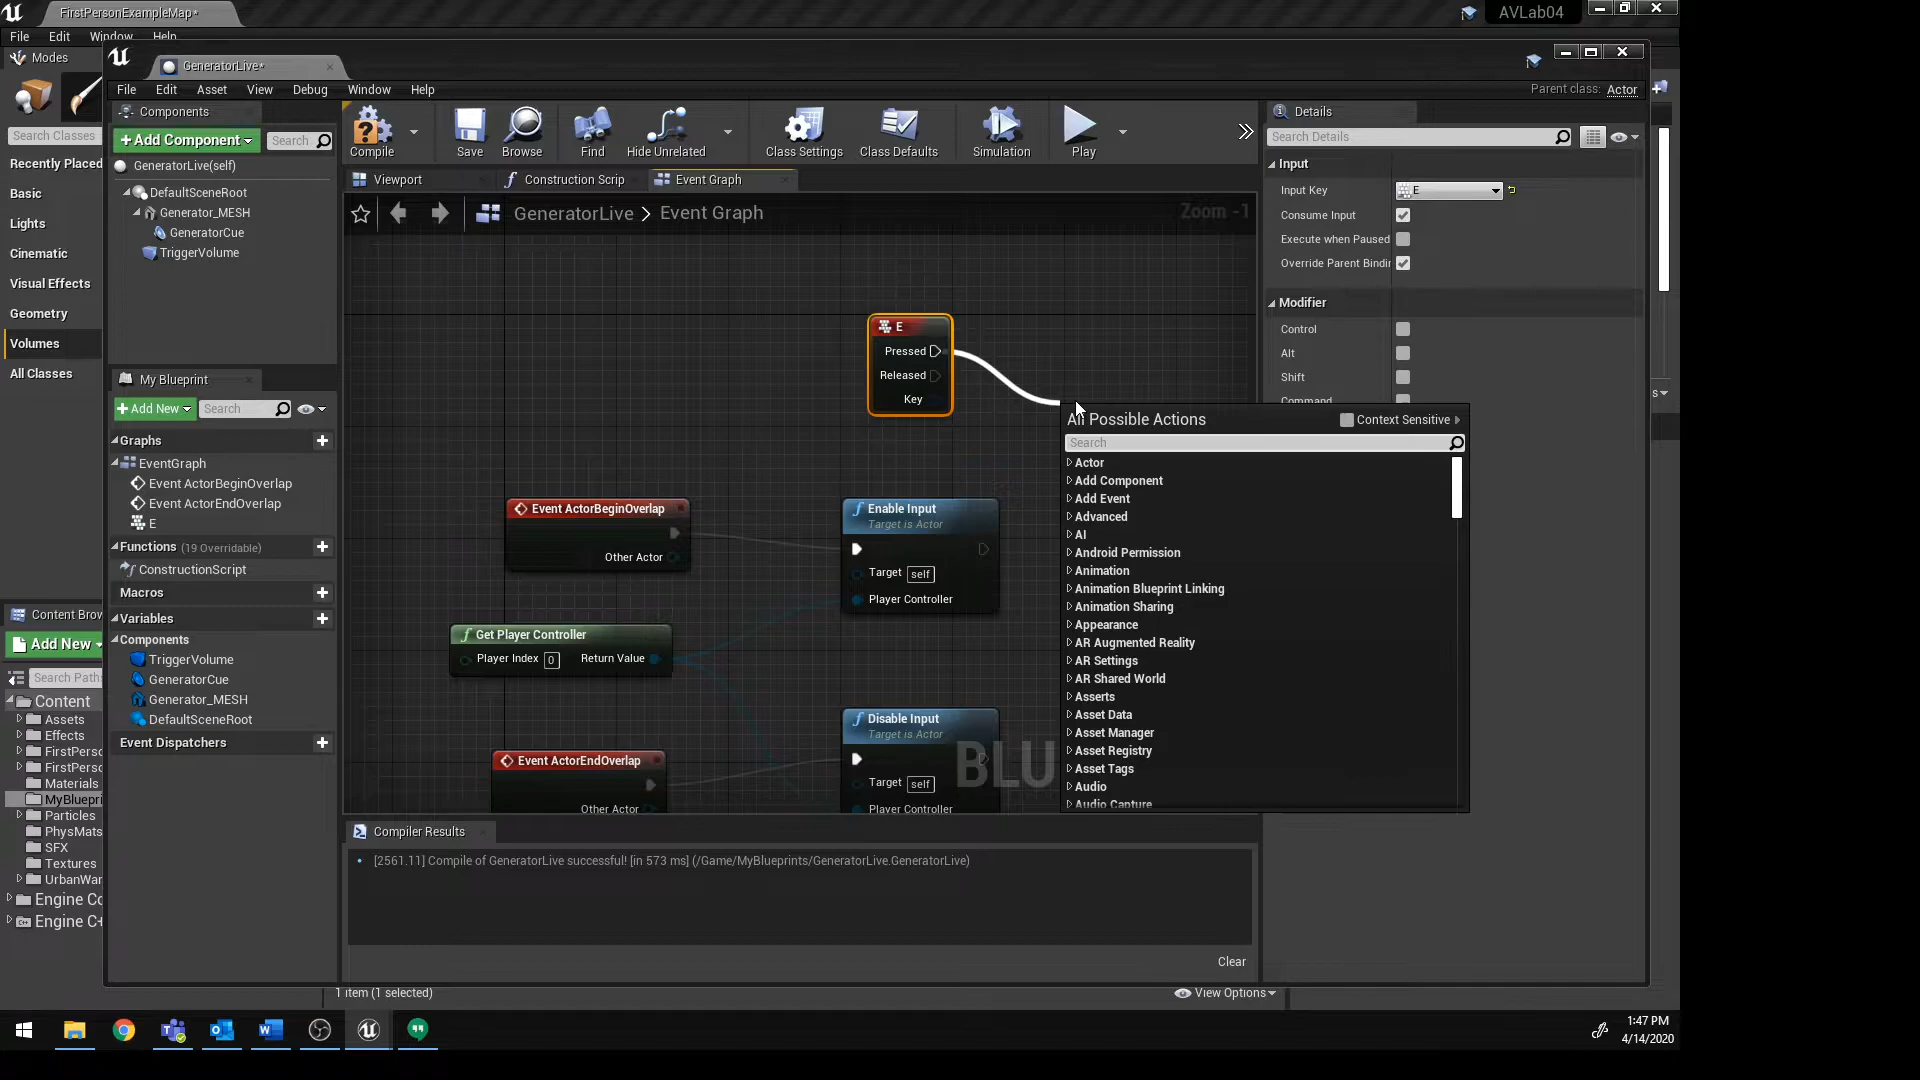 FirstPersonExampleMap*
AVLab04
File Edit Window Help
Modes
Search Classes
Recently Placed
Basic
Lights
Cinematic
Visual Effects
Geometry
Volumes
All Classes
GeneratorLive*
File Edit Asset View Debug Window Help
Parent class: Actor
Components
+ Add Component
Search
GeneratorLive(self)
DefaultSceneRoot
Generator_MESH
GeneratorCue
TriggerVolume
Compile
Save
Browse
Find
Hide Unrelated
Class Settings
Class Defaults
Simulation
Play
Viewport
Construction Scrip
Event Graph
GeneratorLive > Event Graph
Zoom -1
E
Pressed
Released
Key
Event ActorBeginOverlap
Other Actor
Enable Input
Target is Actor
Target self
Player Controller
Get Player Controller
Player Index 0 Return Value
Disable Input
Target is Actor
Target self
Player Controller
Event ActorEndOverlap
Other Actor
BLU
All Possible Actions
Context Sensitive
Search
Actor
Add Component
Add Event
Advanced
AI
Android Permission
Animation
Animation Blueprint Linking
Animation Sharing
Appearance
AR Augmented Reality
AR Settings
AR Shared World
Asserts
Asset Data
Asset Manager
Asset Registry
Asset Tags
Audio
Audio Capture
Details
Search Details
Input
Input Key E
Consume Input
Execute when Paused
Override Parent Bindin
Modifier
Control
Alt
Shift
Command
My Blueprint
+ Add New
Search
Graphs
EventGraph
Event ActorBeginOverlap
Event ActorEndOverlap
E
Functions (19 Overridable)
ConstructionScript
Macros
Variables
Components
TriggerVolume
GeneratorCue
Generator_MESH
DefaultSceneRoot
Event Dispatchers
Content Brow
Add New
Search Paths
Content
Assets
Effects
FirstPerso
FirstPerso
Materials
MyBluepri
Particles
PhysMats
SFX
Textures
UrbanWar
Engine Co
Engine C+
Compiler Results
• [2561.11] Compile of GeneratorLive successful! [in 573 ms] (/Game/MyBlueprints/GeneratorLive.GeneratorLive)
Clear
1 item (1 selected)
View Options
1:47 PM
4/14/2020